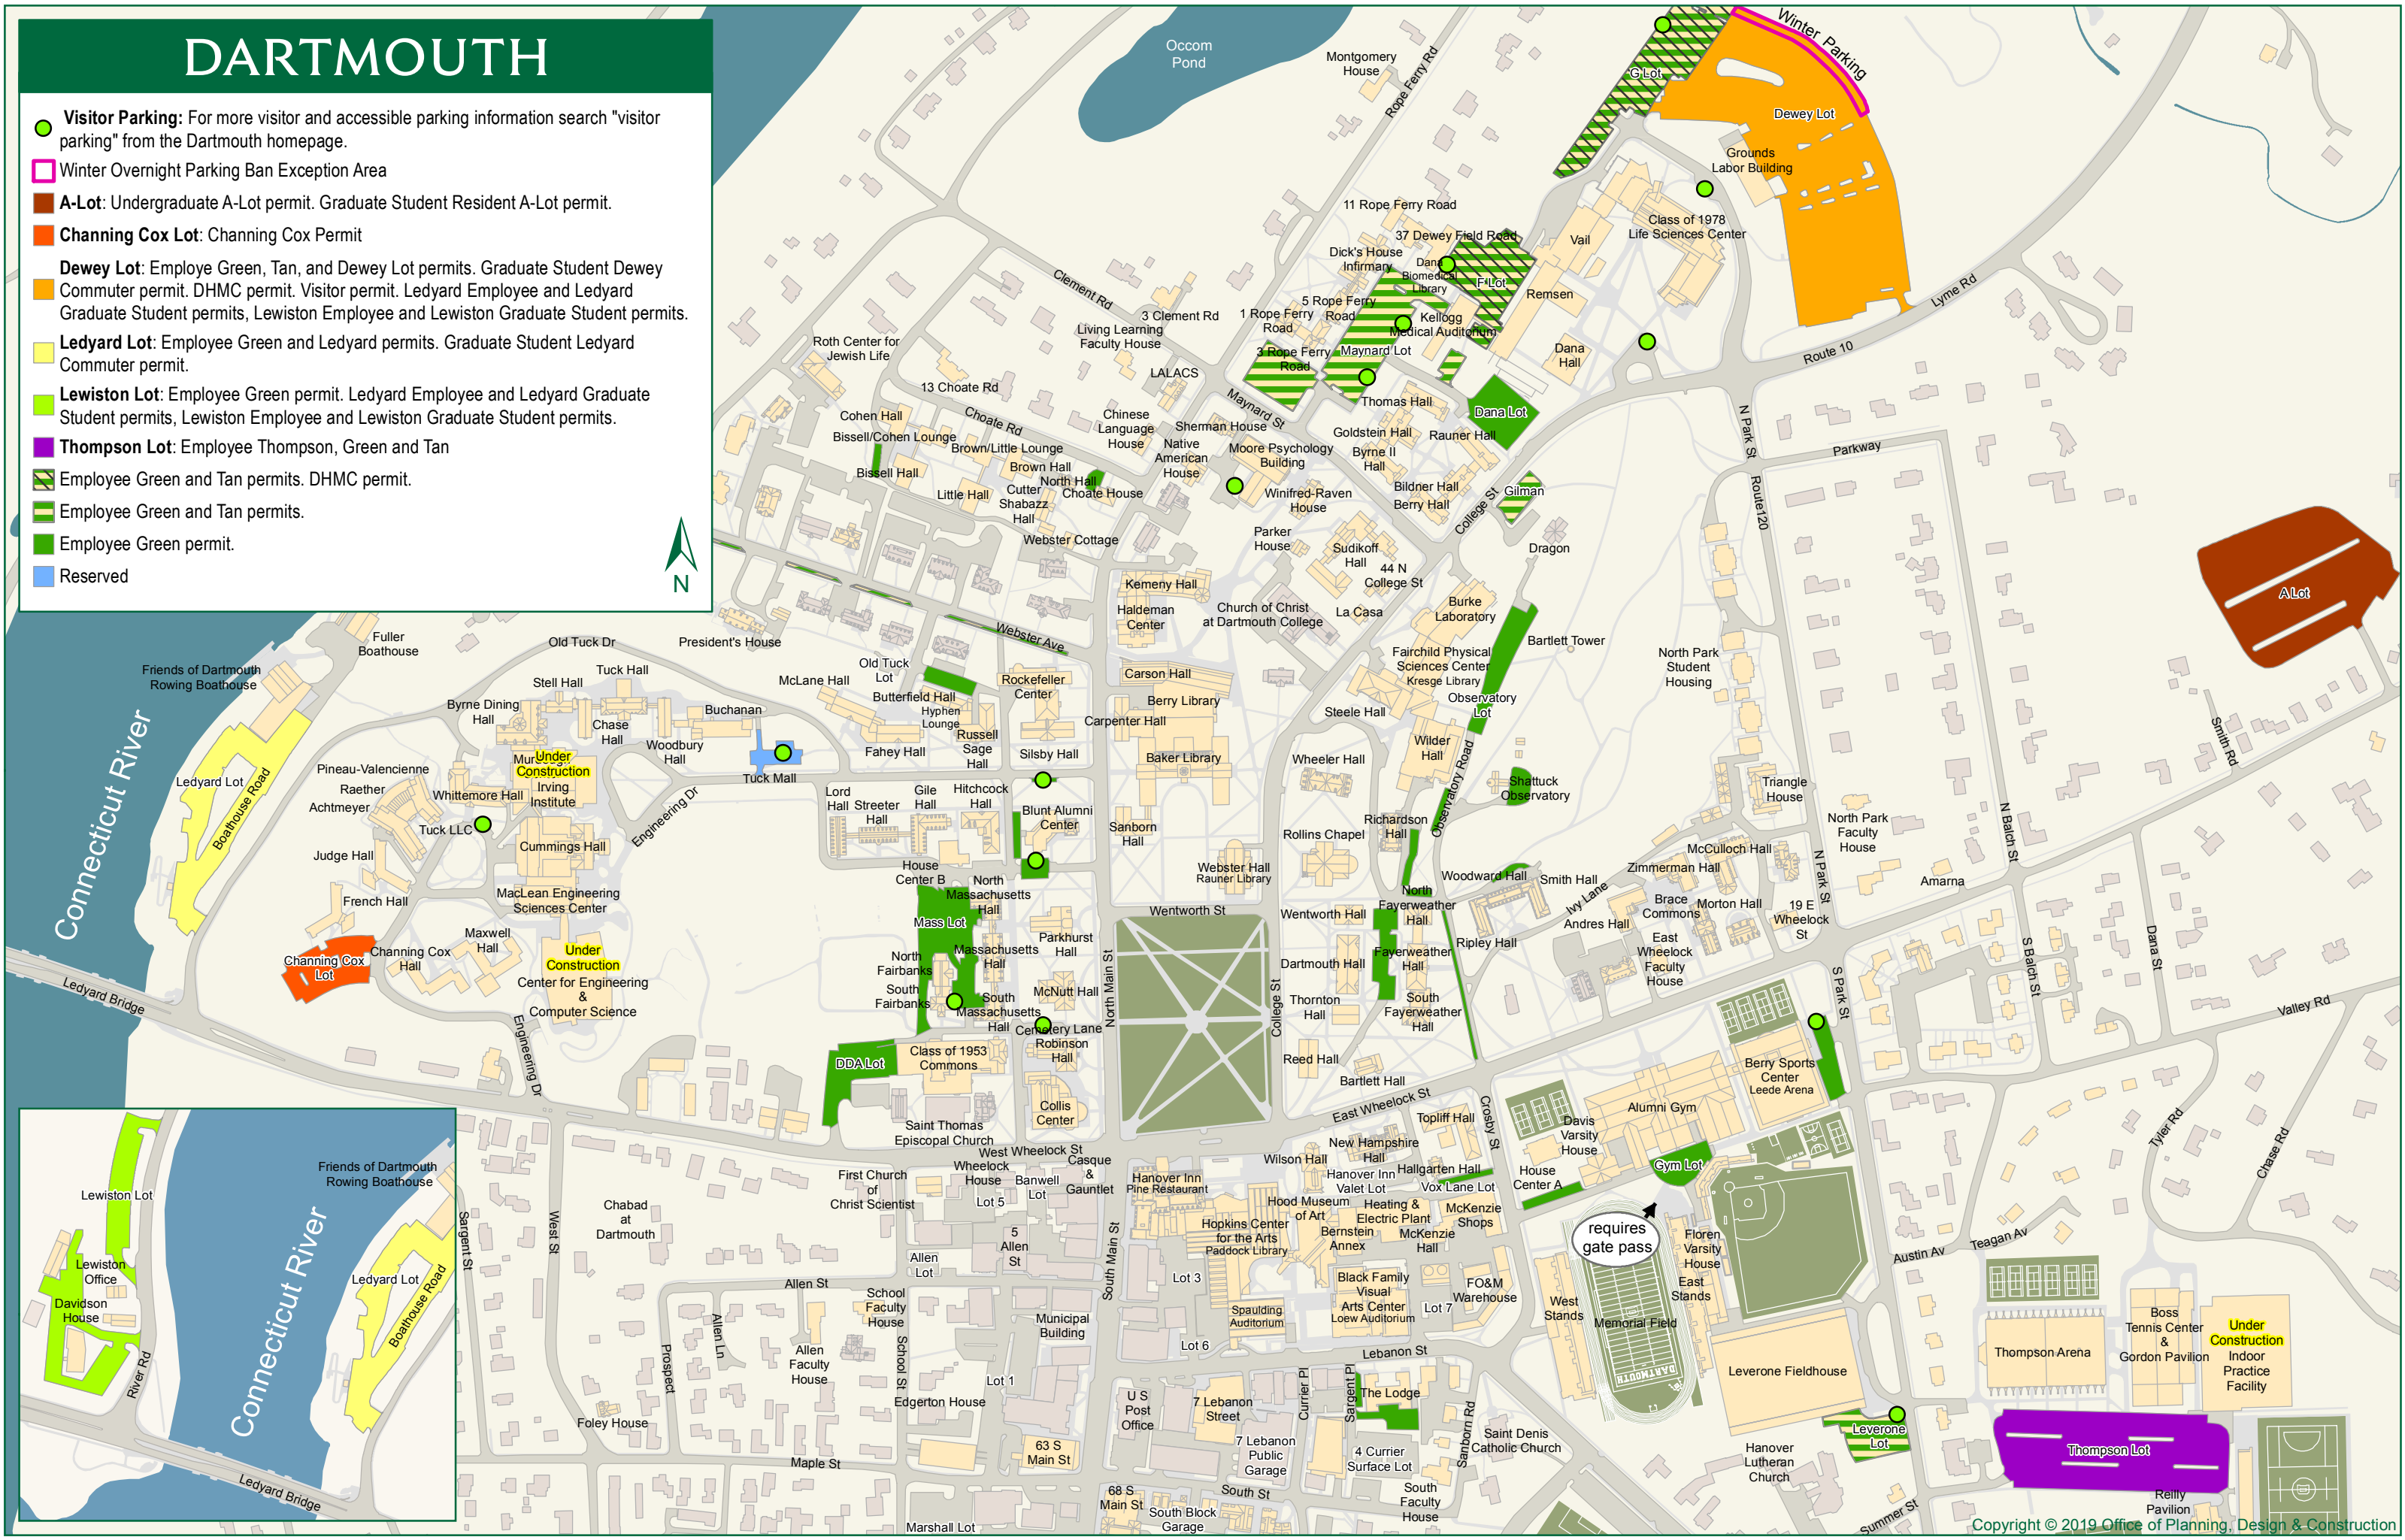 DARTMOUTH
Visitor Parking: For more visitor and accessible parking information search "visitor
parking" from the Dartmouth homepage.
Winter Overnight Parking Ban Exception Area
A-Lot: Undergraduate A-Lot permit. Graduate Student Resident A-Lot permit.
Channing Cox Lot: Channing Cox Permit
Dewey Lot: Employe Green, Tan, and Dewey Lot permits. Graduate Student Dewey
Commuter permit. DHMC permit. Visitor permit. Ledyard Employee and Ledyard
Graduate Student permits, Lewiston Employee and Lewiston Graduate Student permits.
Ledyard Lot: Employee Green and Ledyard permits. Graduate Student Ledyard
Commuter permit.
Lewiston Lot: Employee Green permit. Ledyard Employee and Ledyard Graduate
Student permits, Lewiston Employee and Lewiston Graduate Student permits.
Thompson Lot: Employee Thompson, Green and Tan
Employee Green and Tan permits. DHMC permit.
Employee Green and Tan permits.
Employee Green permit.
Reserved
N
Occom
Pond
Montgomery
House
Rope Ferry Rd
Winter Parking
G Lot
Dewey Lot
Grounds
Labor Building
11 Rope Ferry Road
Class of 1978
Life Sciences Center
37 Dewey Field Road
Vail
Dick's House
Infirmary
Dana
Biomedical
Library
F Lot
Remsen
Clement Rd
Lyme Rd
5 Rope Ferry
Road
1 Rope Ferry
Road
3 Clement Rd
Kellogg
Medical Auditorium
Living Learning
Faculty House
Roth Center for
Jewish Life
3 Rope Ferry
Road
Maynard Lot
Dana
Hall
Route 10
LALACS
13 Choate Rd
Maynard St
Thomas Hall
Dana Lot
Cohen Hall
Choate Rd
Chinese
Language
House
Sherman House
Goldstein Hall
Rauner Hall
N Park St
Bissell/Cohen Lounge
Brown/Little Lounge
Native
American
House
Moore Psychology
Building
Byrne II
Hall
Parkway
Bissell Hall
Brown Hall
North Hall
Choate House
Little Hall
Cutter
Shabazz
Hall
Winifred-Raven
House
Bildner Hall
Berry Hall
College St
Gilman
Route120
Webster Cottage
Parker
House
Sudikoff
Hall
Dragon
44 N
College St
Kemeny Hall
A Lot
Haldeman
Center
Church of Christ
at Dartmouth College
La Casa
Burke
Laboratory
Bartlett Tower
Fuller
Boathouse
Old Tuck Dr
President's House
Webster Ave
Friends of Dartmouth
Rowing Boathouse
Fairchild Physical
Sciences Center
Kresge Library
North Park
Student
Housing
Tuck Hall
Stell Hall
McLane Hall
Old Tuck
Lot
Rockefeller
Center
Carson Hall
Butterfield Hall
Hyphen
Lounge
Berry Library
Observatory
Lot
Byrne Dining
Hall
Chase
Hall
Buchanan
Steele Hall
Carpenter Hall
Russell
Sage
Hall
Smith Rd
Connecticut River
Woodbury
Hall
Fahey Hall
Silsby Hall
Baker Library
Wheeler Hall
Wilder
Hall
Under
Construction
Irving
Institute
Ledyard Lot
Boathouse Road
Pineau-Valencienne
Raether
Achtmeyer
Whittemore Hall
Tuck Mall
Shattuck
Observatory
Observatory Road
Triangle
House
Engineering Dr
Lord
Hall
Streeter
Hall
Gile
Hall
Hitchcock
Hall
Blunt Alumni
Center
Sanborn
Hall
Rollins Chapel
Richardson
Hall
North Park
Faculty
House
N Balch St
Tuck LLC
Judge Hall
Cummings Hall
McCulloch Hall
N Park St
House
Center B
North
Massachusetts
Hall
Webster Hall
Rauner Library
Woodward Hall
Smith Hall
Zimmerman Hall
Amarna
French Hall
MacLean Engineering
Sciences Center
Wentworth St
Wentworth Hall
North
Fayerweather
Hall
Ivy Lane
Brace
Commons
Morton Hall
19 E
Wheelock
St
Mass Lot
Andres Hall
Maxwell
Hall
Parkhurst
Hall
Ripley Hall
East
Wheelock
Faculty
House
Channing Cox
Hall
Channing Cox
Lot
Under
Construction
Center for Engineering
&
Computer Science
North
Fairbanks
Massachusetts
Hall
Dartmouth Hall
Fayerweather
Hall
S Balch St
Dana St
Ledyard Bridge
South
Fairbanks
South
Massachusetts
Hall
McNutt Hall
North Main St
College St
Thornton
Hall
South
Fayerweather
Hall
S Park St
Valley Rd
Engineering Dr
Cemetery Lane
Robinson
Hall
DDA Lot
Class of 1953
Commons
Reed Hall
Bartlett Hall
Berry Sports
Center
Leede Arena
Collis
Center
East Wheelock St
Crosby St
Alumni Gym
Saint Thomas
Episcopal Church
Topliff Hall
Davis
Varsity
House
Tyler Rd
Chase Rd
West Wheelock St
New Hampshire
Hall
Wheelock
House
Casque
&
Gauntlet
Wilson Hall
Hallgarten Hall
House
Center A
Gym Lot
First Church
of
Christ Scientist
Banwell
Lot
Hanover Inn
Pine Restaurant
Hanover Inn
Valet Lot
Vox Lane Lot
Lot 5
Hood Museum
of Art
Heating &
Electric Plant
McKenzie
Shops
requires
gate pass
Chabad
at
Dartmouth
West St
Sargent St
5
Allen
St
Hopkins Center
for the Arts
Paddock Library
Bernstein
Annex
McKenzie
Hall
Floren
Varsity
House
Austin Av
Teagan Av
Allen
Lot
South Main St
Lot 3
Black Family
Visual
Arts Center
Loew Auditorium
FO&M
Warehouse
East
Stands
Allen St
School
Faculty
House
Lot 7
West
Stands
Memorial Field
DARTMOUTH
Boss
Tennis Center
&
Gordon Pavilion
Under
Construction
Indoor
Practice
Facility
Allen Ln
Municipal
Building
Spaulding
Auditorium
Thompson Arena
Prospect
Allen
Faculty
House
School St
Lot 6
Lebanon St
Leverone Fieldhouse
Lot 1
Currier Pl
Sargent Pl
The Lodge
Edgerton House
U S
Post
Office
7 Lebanon
Street
Foley House
Sanborn Rd
Saint Denis
Catholic Church
Leverone
Lot
Thompson Lot
63 S
Main St
7 Lebanon
Public
Garage
4 Currier
Surface Lot
Hanover
Lutheran
Church
Maple St
68 S
Main St
South St
South
Faculty
House
Reilly
Pavilion
Marshall Lot
South Block
Garage
Summer St
Lewiston Lot
Friends of Dartmouth
Rowing Boathouse
Lewiston
Office
Ledyard Lot
Davidson
House
Boathouse Road
Connecticut River
River Rd
Ledyard Bridge
Copyright © 2019 Office of Planning, Design & Construction